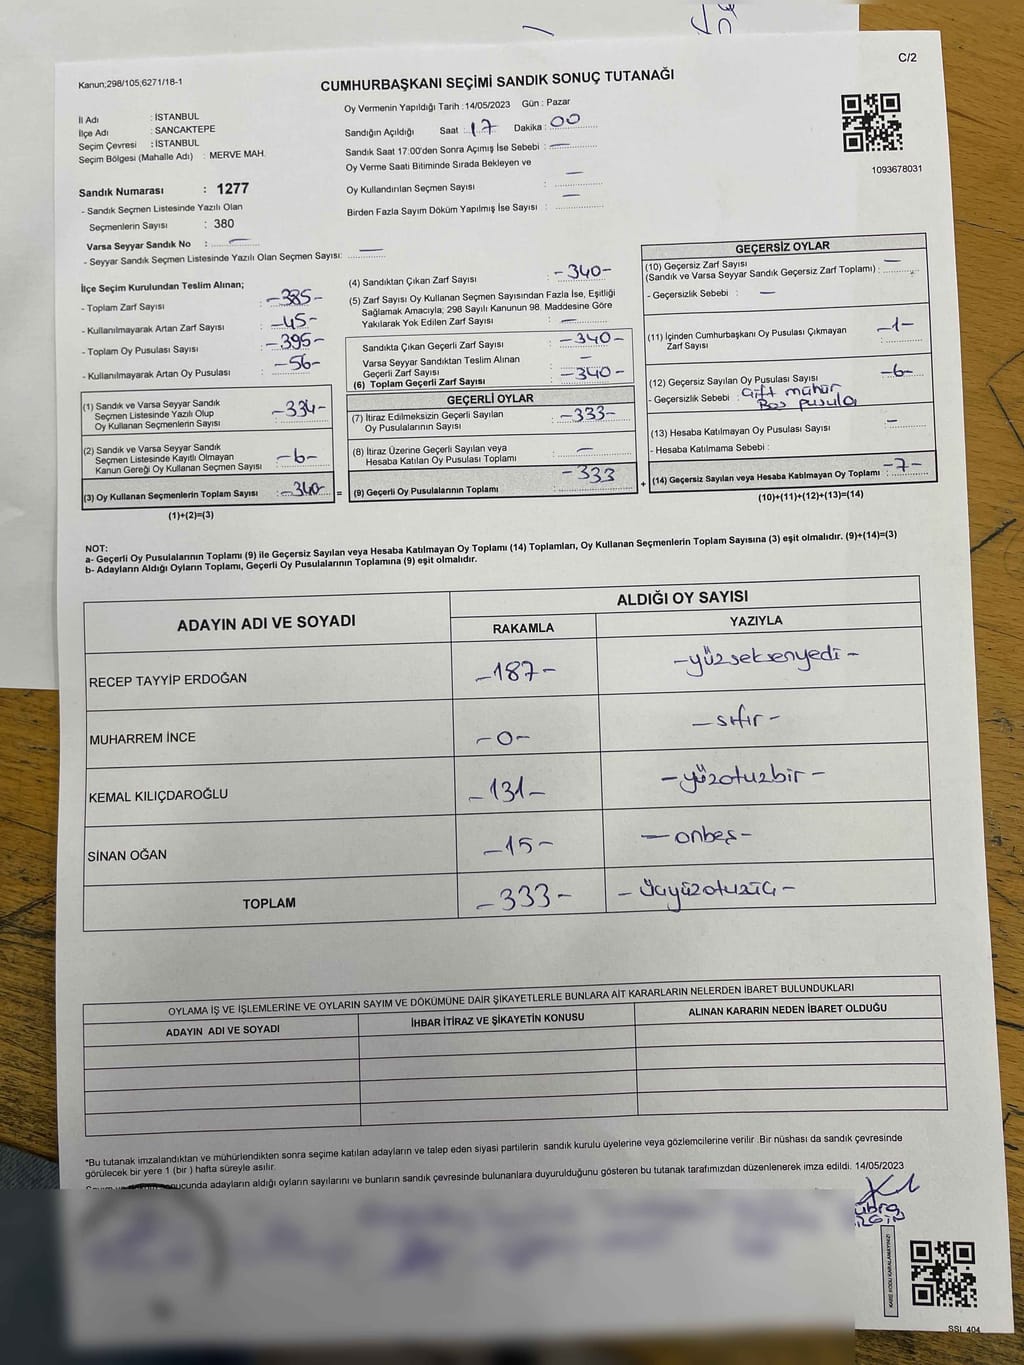 C/2
Kanun;298/105;6271/18-1
CUMHURBAŞKANI SEÇİMİ SANDIK SONUÇ TUTANAĞI
İl Adı : İSTANBUL
İlçe Adı : SANCAKTEPE
Seçim Çevresi : İSTANBUL
Seçim Bölgesi (Mahalle Adı) : MERVE MAH.
Sandık Numarası : 1277
- Sandık Seçmen Listesinde Yazılı Olan
Seçmenlerin Sayısı : 380
Varsa Seyyar Sandık No : —
- Seyyar Sandık Seçmen Listesinde Yazılı Olan Seçmen Sayısı: —
Oy Vermenin Yapıldığı Tarih : 14/05/2023 Gün : Pazar
Sandığın Açıldığı Saat : 17 Dakika : 00
Sandık Saat 17:00'den Sonra Açımış İse Sebebi : —
Oy Verme Saati Bitiminde Sırada Bekleyen ve
Oy Kullandırılan Seçmen Sayısı : —
Birden Fazla Sayım Döküm Yapılmış İse Sayısı : —
1093678031
İlçe Seçim Kurulundan Teslim Alınan;
- Toplam Zarf Sayısı : -385-
- Kullanılmayarak Artan Zarf Sayısı : -45-
- Toplam Oy Pusulası Sayısı : -395-
- Kullanılmayarak Artan Oy Pusulası : -56-
(1) Sandık ve Varsa Seyyar Sandık
Seçmen Listesinde Yazılı Olup
Oy Kullanan Seçmenlerin Sayısı : -334-
(2) Sandık ve Varsa Seyyar Sandık
Seçmen Listesinde Kayıtlı Olmayan
Kanun Gereği Oy Kullanan Seçmen Sayısı : -6-
(3) Oy Kullanan Seçmenlerin Toplam Sayısı : -340-
(1)+(2)=(3)
=
(4) Sandıktan Çıkan Zarf Sayısı : -340-
(5) Zarf Sayısı Oy Kullanan Seçmen Sayısından Fazla İse, Eşitliği
Sağlamak Amacıyla; 298 Sayılı Kanunun 98. Maddesine Göre
Yakılarak Yok Edilen Zarf Sayısı : —
Sandıkta Çıkan Geçerli Zarf Sayısı : -340-
Varsa Seyyar Sandıktan Teslim Alınan
Geçerli Zarf Sayısı : —
(6) Toplam Geçerli Zarf Sayısı : -340-
GEÇERLİ OYLAR
(7) İtiraz Edilmeksizin Geçerli Sayılan
Oy Pusulalarının Sayısı : -333-
(8) İtiraz Üzerine Geçerli Sayılan veya
Hesaba Katılan Oy Pusulası Toplamı : —
(9) Geçerli Oy Pusulalarının Toplamı : -333
+
GEÇERSİZ OYLAR
(10) Geçersiz Zarf Sayısı
(Sandık ve Varsa Seyyar Sandık Geçersiz Zarf Toplamı) : —
- Geçersizlik Sebebi : —
(11) İçinden Cumhurbaşkanı Oy Pusulası Çıkmayan
Zarf Sayısı : -1-
(12) Geçersiz Sayılan Oy Pusulası Sayısı : -6-
- Geçersizlik Sebebi : Çift mühür
Boş pusula
(13) Hesaba Katılmayan Oy Pusulası Sayısı : —
- Hesaba Katılmama Sebebi :
(14) Geçersiz Sayılan veya Hesaba Katılmayan Oy Toplamı : -7-
(10)+(11)+(12)+(13)=(14)
NOT:
a- Geçerli Oy Pusulalarının Toplamı (9) ile Geçersiz Sayılan veya Hesaba Katılmayan Oy Toplamı (14) Toplamları, Oy Kullanan Seçmenlerin Toplam Sayısına (3) eşit olmalıdır. (9)+(14)=(3)
b- Adayların Aldığı Oyların Toplamı, Geçerli Oy Pusulalarının Toplamına (9) eşit olmalıdır.
ADAYIN ADI VE SOYADI ALDIĞI OY SAYISI
RAKAMLA YAZIYLA
RECEP TAYYİP ERDOĞAN -187- -yüzseksenyedi-
MUHARREM İNCE -0- -sıfır-
KEMAL KILIÇDAROĞLU -131- -yüzotuzbir-
SİNAN OĞAN -15- -onbeş-
TOPLAM -333- -üçyüzotuzüç-
OYLAMA İŞ VE İŞLEMLERİNE VE OYLARIN SAYIM VE DÖKÜMÜNE DAİR ŞİKAYETLERLE BUNLARA AİT KARARLARIN NELERDEN İBARET BULUNDUKLARI
ADAYIN ADI VE SOYADI İHBAR İTİRAZ VE ŞİKAYETİN KONUSU ALINAN KARARIN NEDEN İBARET OLDUĞU
*Bu tutanak imzalandıktan ve mühürlendikten sonra seçime katılan adayların ve talep eden siyasi partilerin sandık kurulu üyelerine veya gözlemcilerine verilir .Bir nüshası da sandık çevresinde
görülecek bir yere 1 (bir ) hafta süreyle asılır.
adayların aldığı oyların sayılarını ve bunların sandık çevresinde bulunanlara duyurulduğunu gösteren bu tutanak tarafımızdan düzenlenerek imza edildi. 14/05/2023
KARE KODU KARALAMAYINIZ!
SSI_404